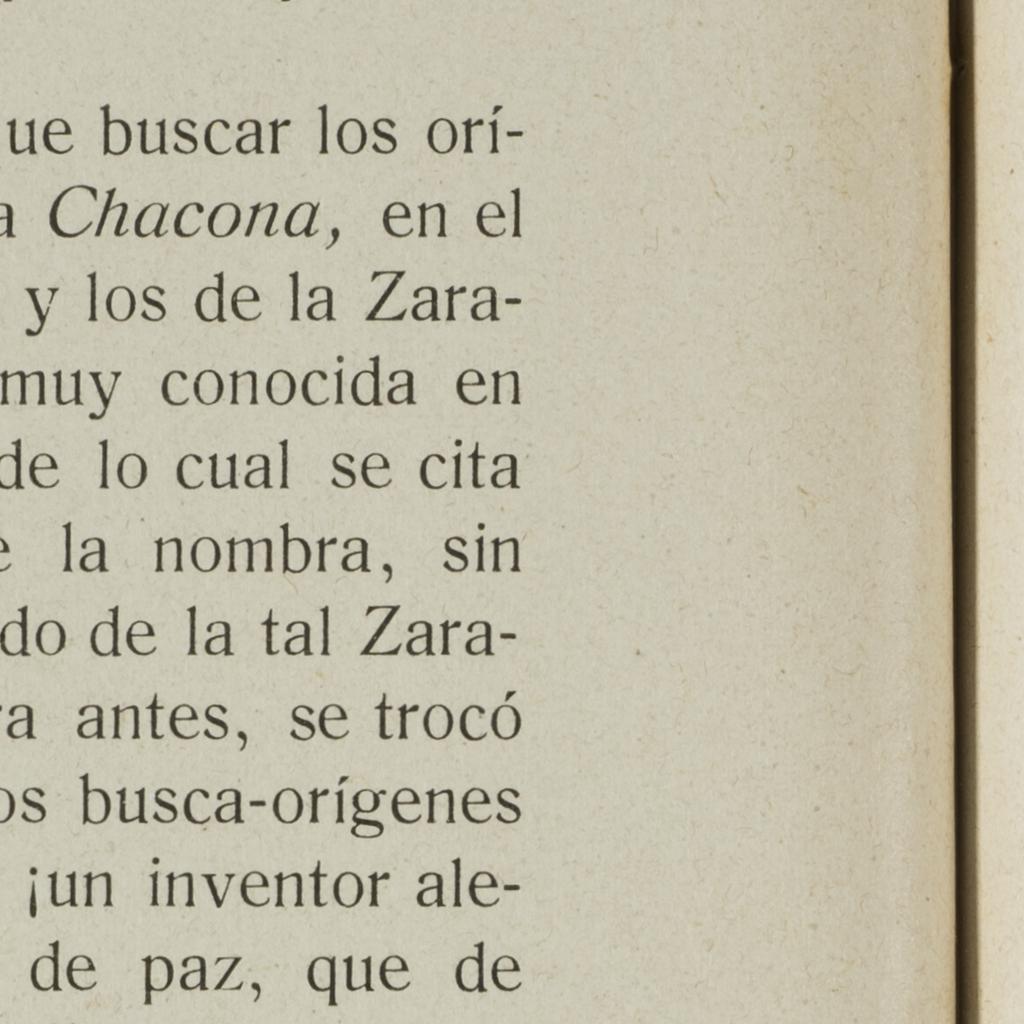 ue buscar los orí-
a Chacona, en el
y los de la Zara-
muy conocida en
de lo cual se cita
e la nombra, sin
do de la tal Zara-
ra antes, se trocó
os busca-orígenes
¡un inventor ale-
de paz, que de